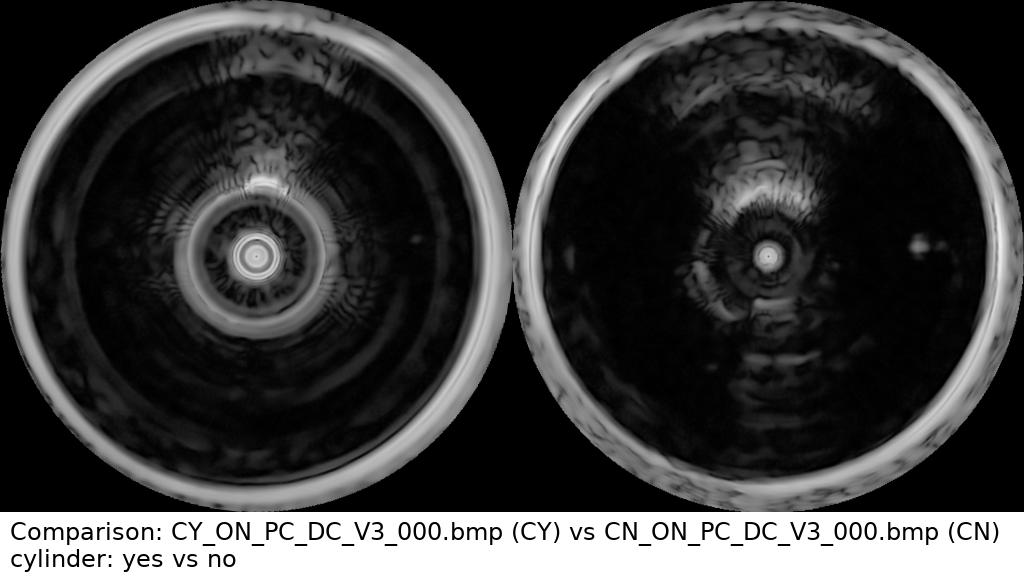 Comparison: CY_ON_PC_DC_V3_000.bmp (CY) vs CN_ON_PC_DC_V3_000.bmp (CN)
cylinder: yes vs no